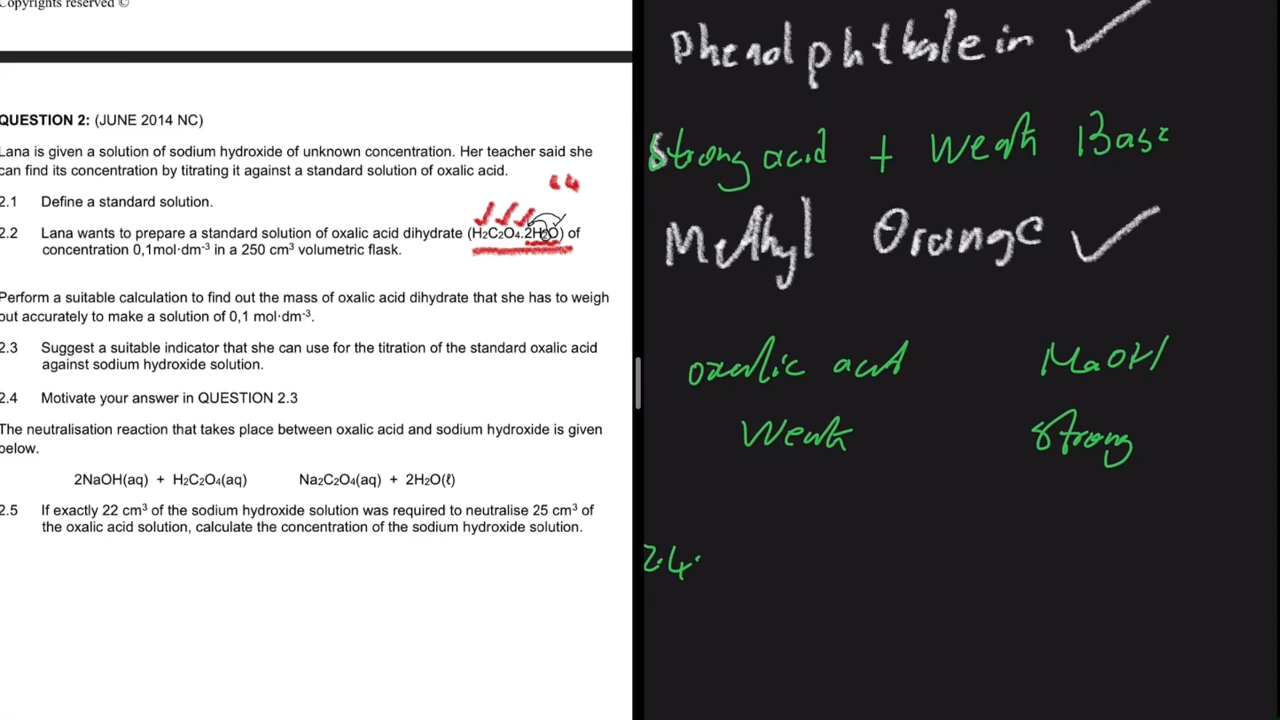 Copyrights reserved ©
QUESTION 2: (JUNE 2014 NC)
Lana is given a solution of sodium hydroxide of unknown concentration. Her teacher said she
can find its concentration by titrating it against a standard solution of oxalic acid.
2.1 Define a standard solution.
2.2 Lana wants to prepare a standard solution of oxalic acid dihydrate (H₂C₂O₄.2H₂O) of
concentration 0,1mol·dm⁻³ in a 250 cm³ volumetric flask.
Perform a suitable calculation to find out the mass of oxalic acid dihydrate that she has to weigh
out accurately to make a solution of 0,1 mol·dm⁻³.
2.3 Suggest a suitable indicator that she can use for the titration of the standard oxalic acid
against sodium hydroxide solution.
2.4 Motivate your answer in QUESTION 2.3
The neutralisation reaction that takes place between oxalic acid and sodium hydroxide is given
below.
2NaOH(aq) + H₂C₂O₄(aq) Na₂C₂O₄(aq) + 2H₂O(ℓ)
2.5 If exactly 22 cm³ of the sodium hydroxide solution was required to neutralise 25 cm³ of
the oxalic acid solution, calculate the concentration of the sodium hydroxide solution.
Phenolphthalein ✓
Strong acid + Weak Base
Methyl Orange ✓
oxalic acid NaOH
Weak Strong
2.4.